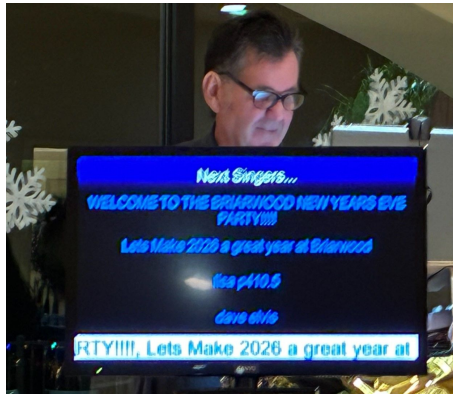 Next Singers...
WELCOME TO THE BRIARWOOD NEW YEARS EVE
PARTY!!!!
Lets Make 2026 a great year at Briarwood
lisa p410.5
dave elvis
RTY!!!!, Lets Make 2026 a great year at